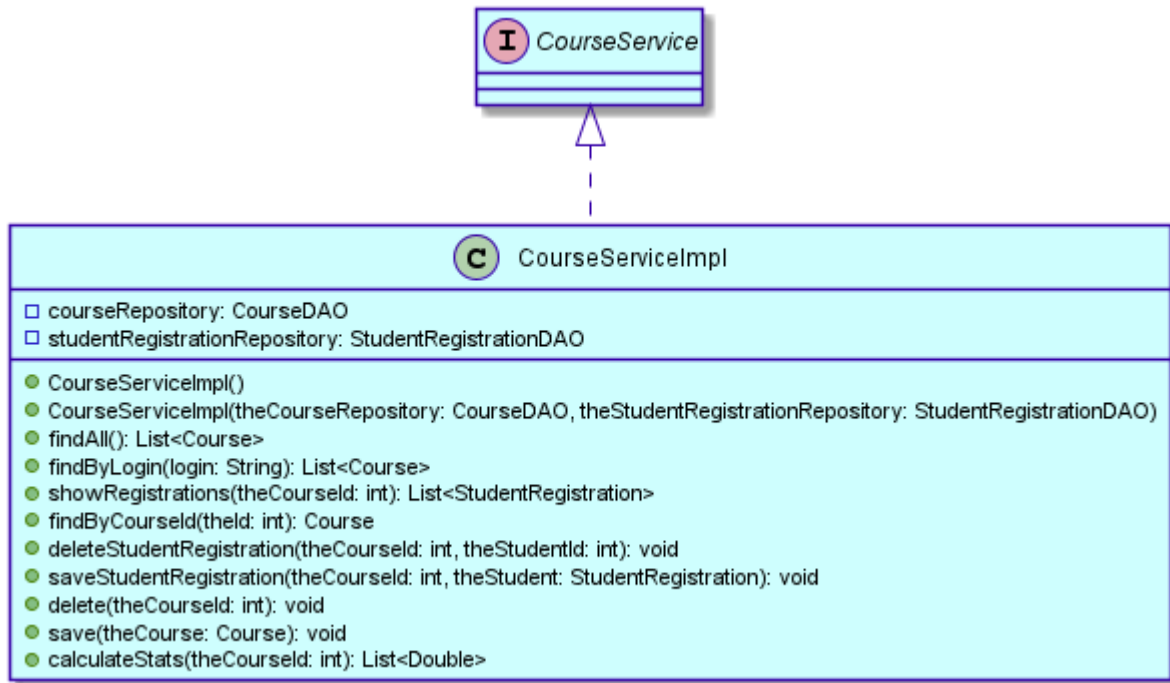 I CourseService
C CourseServiceImpl
courseRepository: CourseDAO
studentRegistrationRepository: StudentRegistrationDAO
CourseServiceImpl()
CourseServiceImpl(theCourseRepository: CourseDAO, theStudentRegistrationRepository: StudentRegistrationDAO)
findAll(): List<Course>
findByLogin(login: String): List<Course>
showRegistrations(theCourseId: int): List<StudentRegistration>
findByCourseId(theId: int): Course
deleteStudentRegistration(theCourseId: int, theStudentId: int): void
saveStudentRegistration(theCourseId: int, theStudent: StudentRegistration): void
delete(theCourseId: int): void
save(theCourse: Course): void
calculateStats(theCourseId: int): List<Double>